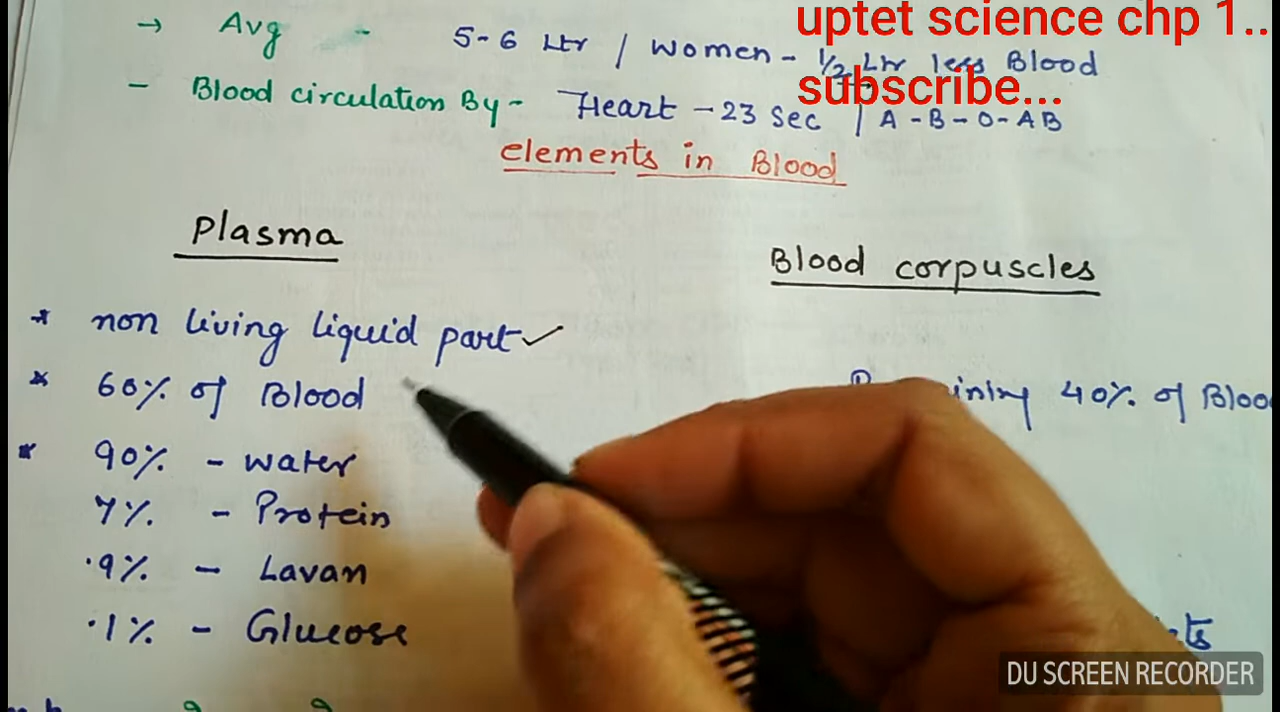 uptet science chp 1..
subscribe...
→ Avg - 5-6 Ltr / Women - 1/2 Ltr less Blood
- Blood circulation By - Heart - 23 sec | A - B - O - AB
elements in Blood
Plasma
* non living liquid part ✓
* 60% of Blood
* 90% - water
7% - Protein
.9% - Lavan
.1% - Glucose
Blood corpuscles
40% of Bloo
DU SCREEN RECORDER